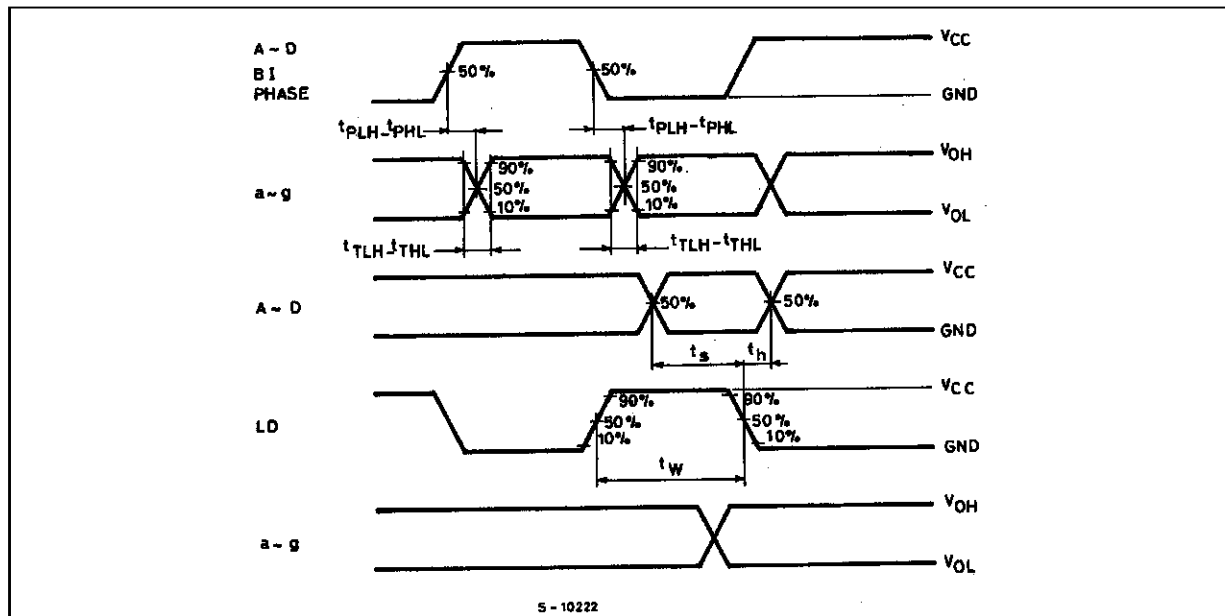 A ~ D
BI
PHASE
50%
50%
VCC
GND
tPLH-tPHL
tPLH-tPHL
a~g
90%
50%
10%
90%
50%
10%
VOH
VOL
tTLH-tTHL
tTLH-tTHL
A ~ D
50%
50%
VCC
GND
ts
th
LD
90%
50%
10%
90%
50%
10%
VCC
GND
tW
a~g
VOH
VOL
S-10222